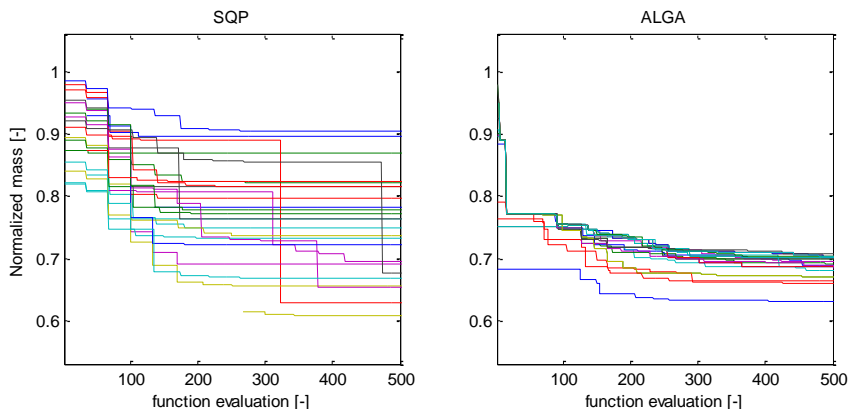 SQP
ALGA
Normalized mass [-]
1
0.9
0.8
0.7
0.6
100 200 300 400 500
function evaluation [-]
1
0.9
0.8
0.7
0.6
100 200 300 400 500
function evaluation [-]